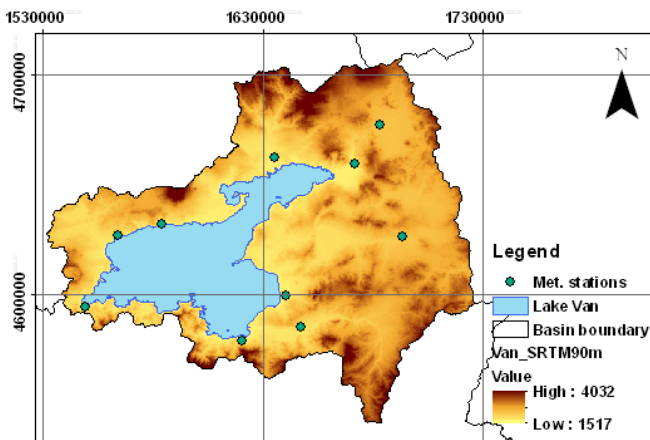 1530000 1630000 1730000
4700000
N
4600000
Legend
Met. stations
Lake Van
Basin boundary
Van_SRTM90m
Value
High : 4032
Low : 1517